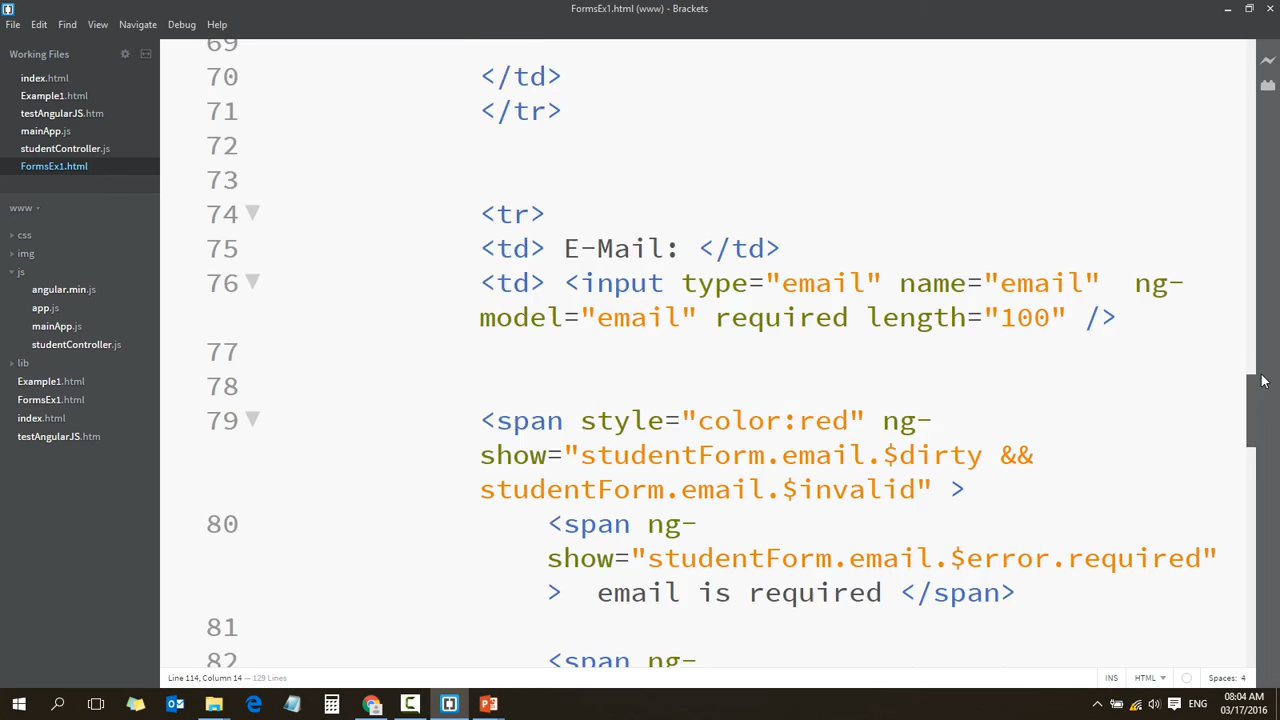 FormsEx1.html (www) - Brackets
File Edit Find View Navigate Debug Help
Working Files
index.html
Example1.html
testAngularJS.htm
mainApp.js
studentController.js
FormsEx1.html
www
css
img
js
angular.min.js
app.js
mainApp.js
studentController.js
lib
Example1.html
FormsEx1.html
index.html
testAngularJS.htm
69
70 </td>
71 </tr>
72
73
74 <tr>
75 <td> E-Mail: </td>
76 <td> <input type="email" name="email" ng-
model="email" required length="100" />
77
78
79 <span style="color:red" ng-
show="studentForm.email.$dirty &&
studentForm.email.$invalid" >
80 <span ng-
show="studentForm.email.$error.required"
> email is required </span>
81
82 <span ng-
Line 114, Column 14 — 129 Lines
INS HTML Spaces: 4
ENG
08:04 AM
03/17/2016